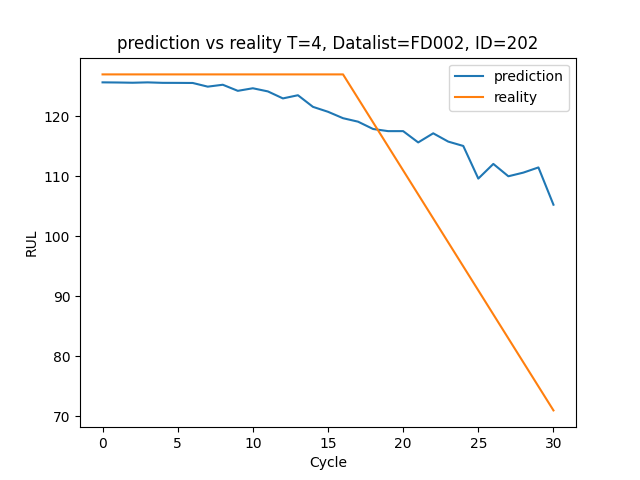 prediction vs reality T=4, Datalist=FD002, ID=202
prediction
reality
120
110
100
90
80
70
RUL
0 5 10 15 20 25 30
Cycle